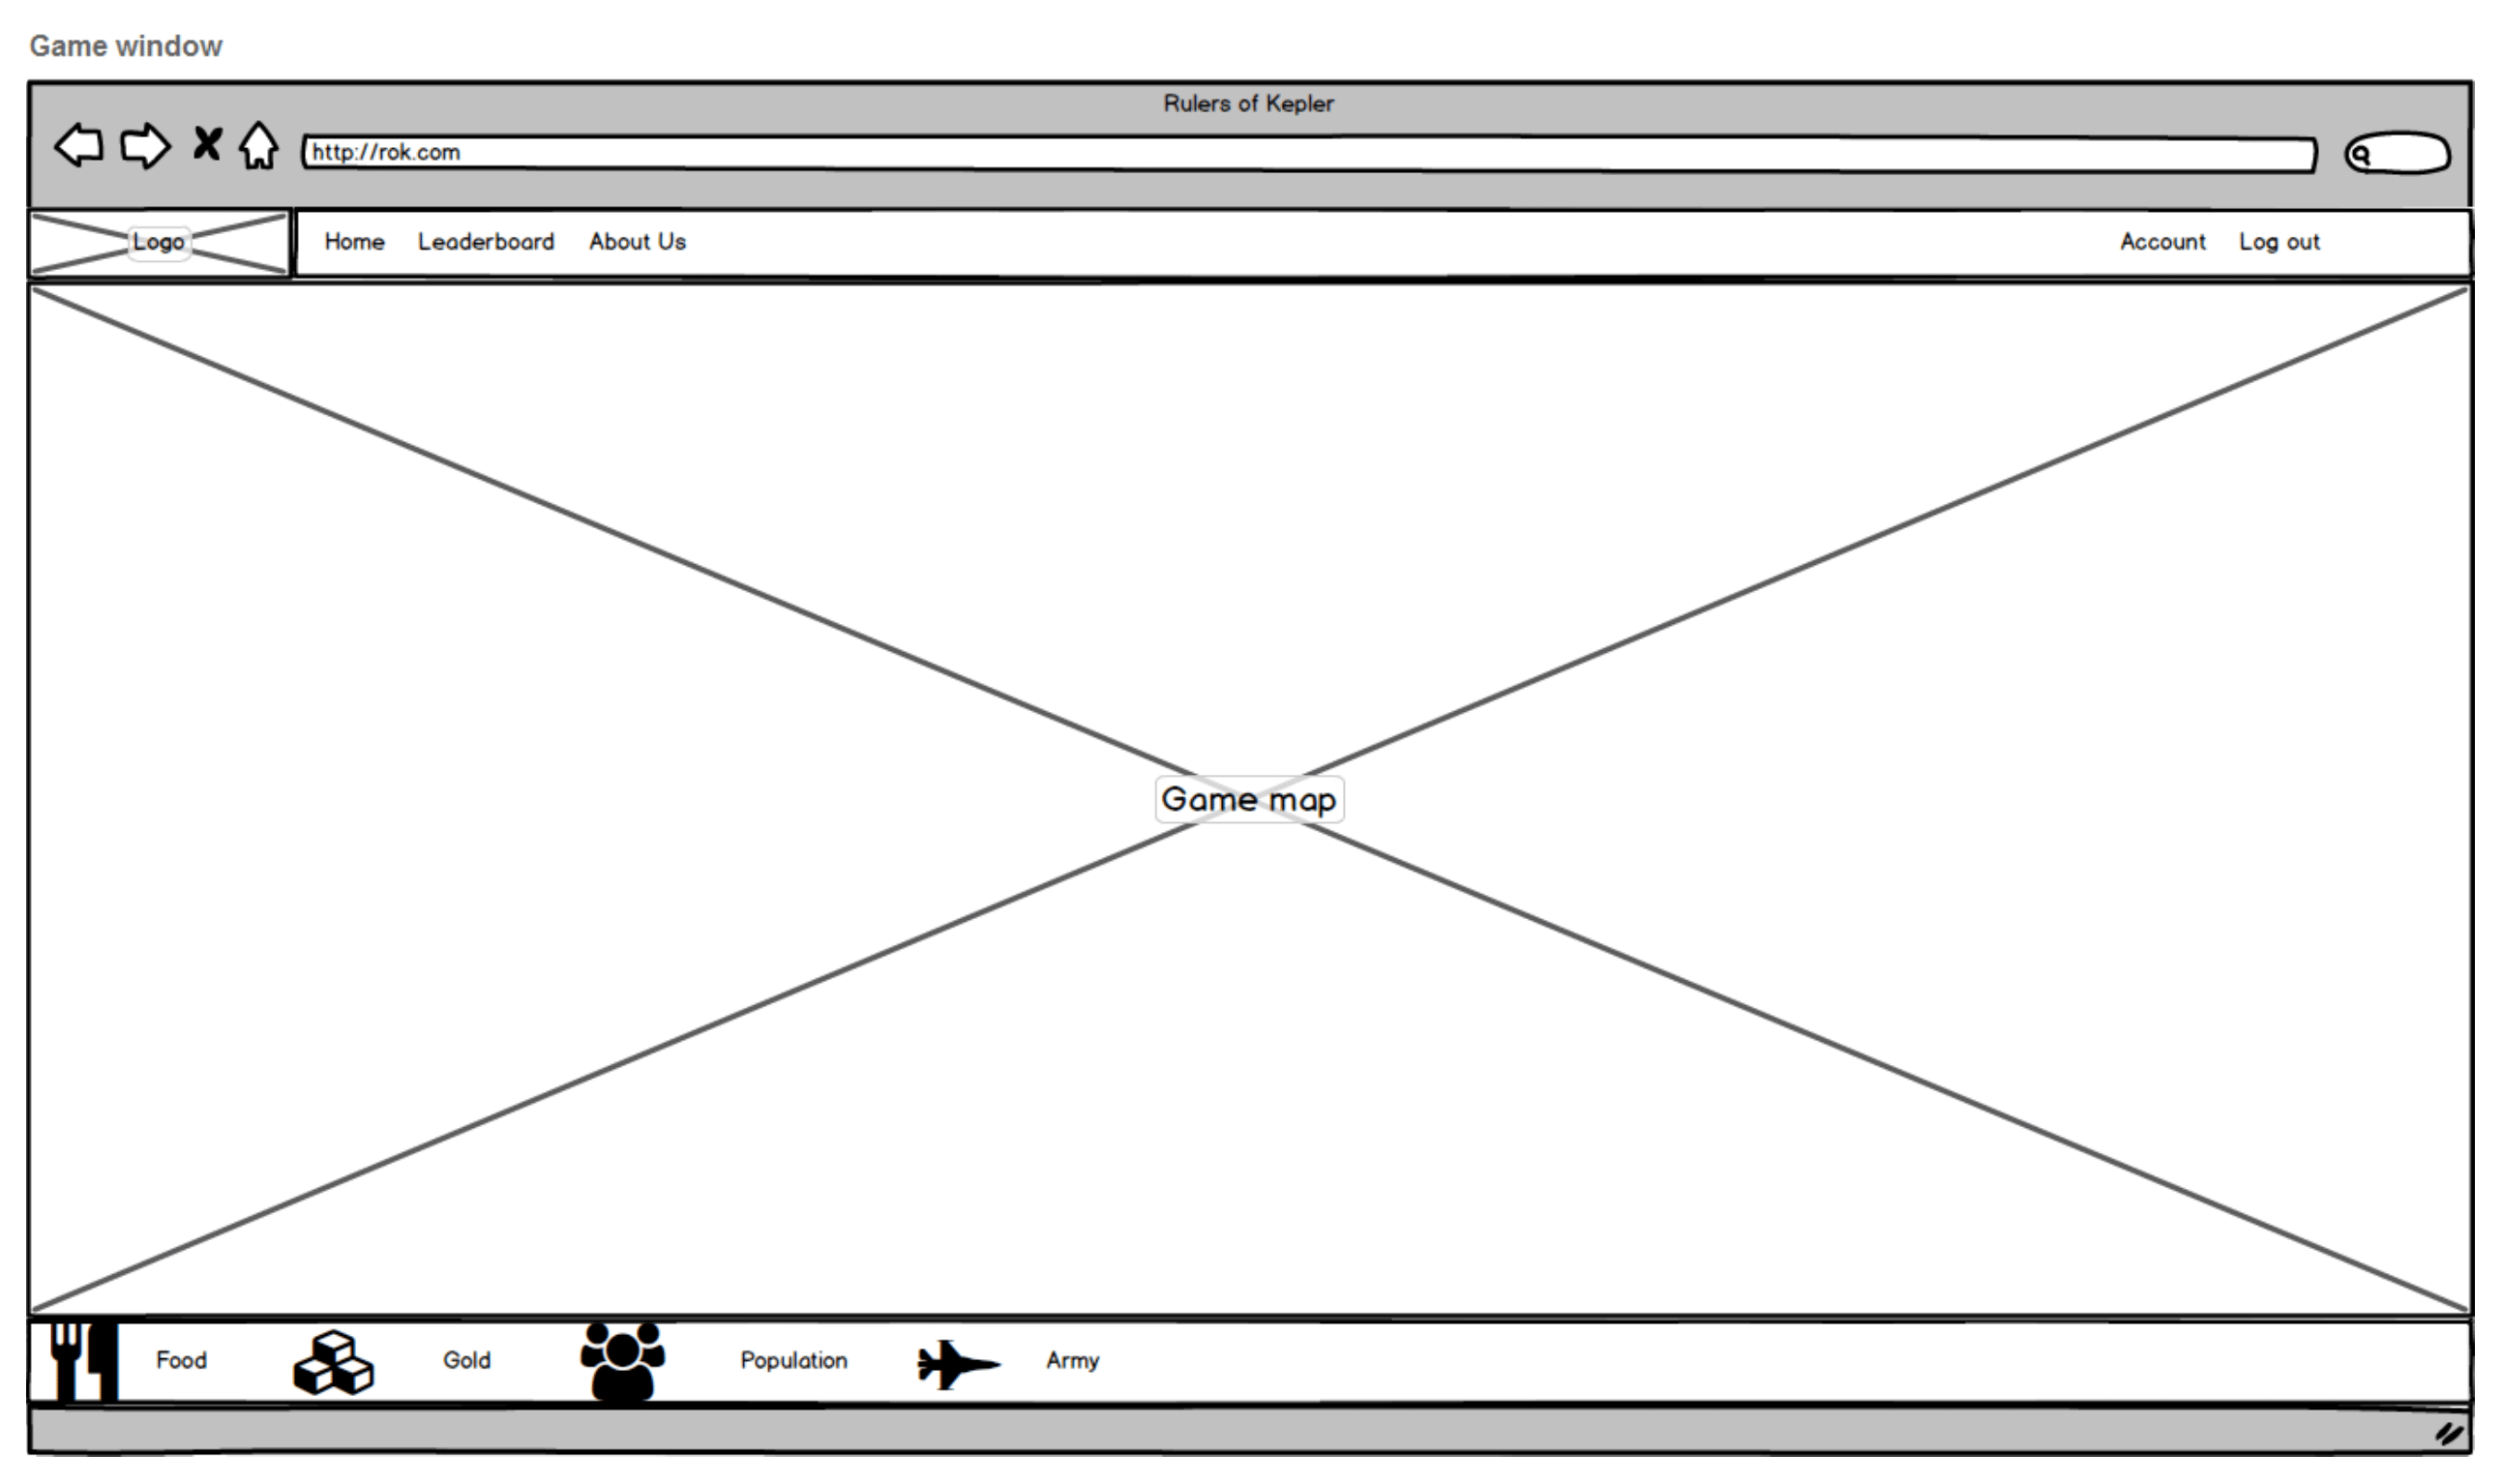 Game window
Rulers of Kepler
http://rok.com
Logo Home Leaderboard About Us Account Log out
Game map
Food Gold Population Army